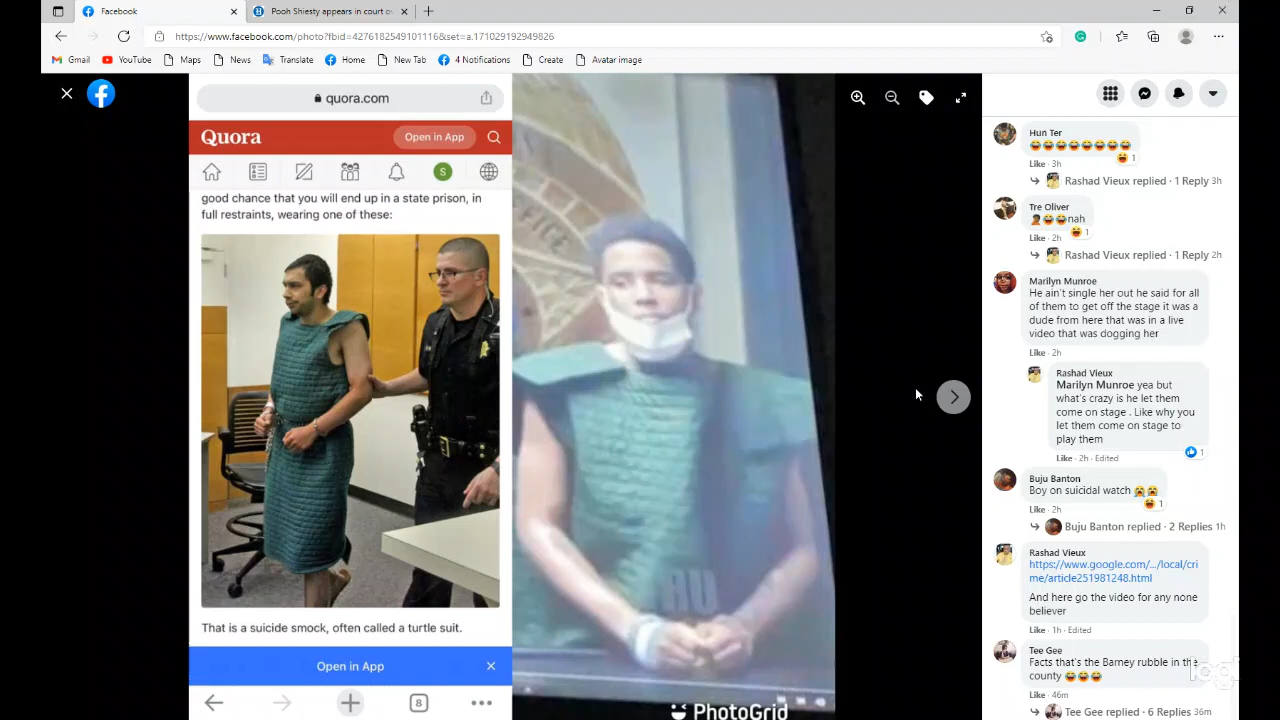 Facebook
Pooh Shiesty appears in court ov
https://www.facebook.com/photo?fbid=4276182549101116&set=a.171029192949826
Gmail
YouTube
Maps
News
Translate
Home
New Tab
4 Notifications
Create
Avatar image
quora.com
Quora
Open in App
S
good chance that you will end up in a state prison, in
full restraints, wearing one of these:
That is a suicide smock, often called a turtle suit.
Open in App
8
PhotoGrid
Hun Ter
😂😂😂😂😂😂😂😂
1
Like · 3h
Rashad Vieux replied · 1 Reply 3h
Tre Oliver
🤦🏾‍♂️😂😂nah
1
Like · 2h
Rashad Vieux replied · 1 Reply 2h
Marilyn Munroe
He ain't single her out he said for all
of them to get off the stage it was a
dude from here that was in a live
video that was dogging her
Like · 2h
Rashad Vieux
Marilyn Munroe yea but
what's crazy is he let them
come on stage . Like why you
let them come on stage to
play them
1
Like · 2h · Edited
Buju Banton
Boy on suicidal watch 😭😭
1
Like · 2h
Buju Banton replied · 2 Replies 1h
Rashad Vieux
https://www.google.com/.../local/cri
me/article251981248.html
And here go the video for any none
believer
Like · 1h · Edited
Tee Gee
Facts that's the Barney rubble in the
county 😂😂😂
Like · 46m
Tee Gee replied · 6 Replies 36m